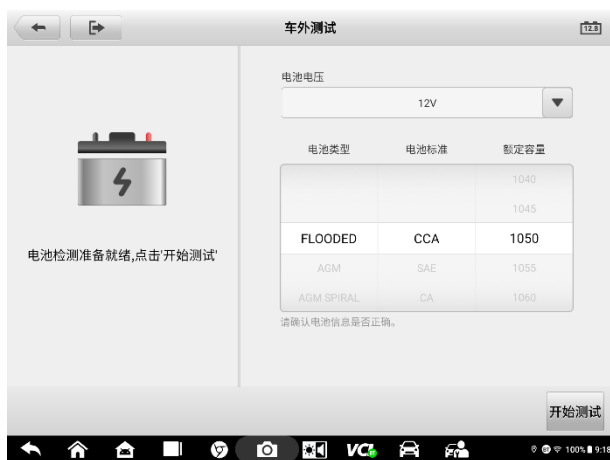 车外测试
12.8
电池电压
12V
电池类型 电池标准 额定容量
1040
1045
FLOODED CCA 1050
AGM SAE 1055
AGM SPIRAL CA 1060
请确认电池信息是否正确。
电池检测准备就绪,点击'开始测试'
开始测试
VCI
100% 9:18